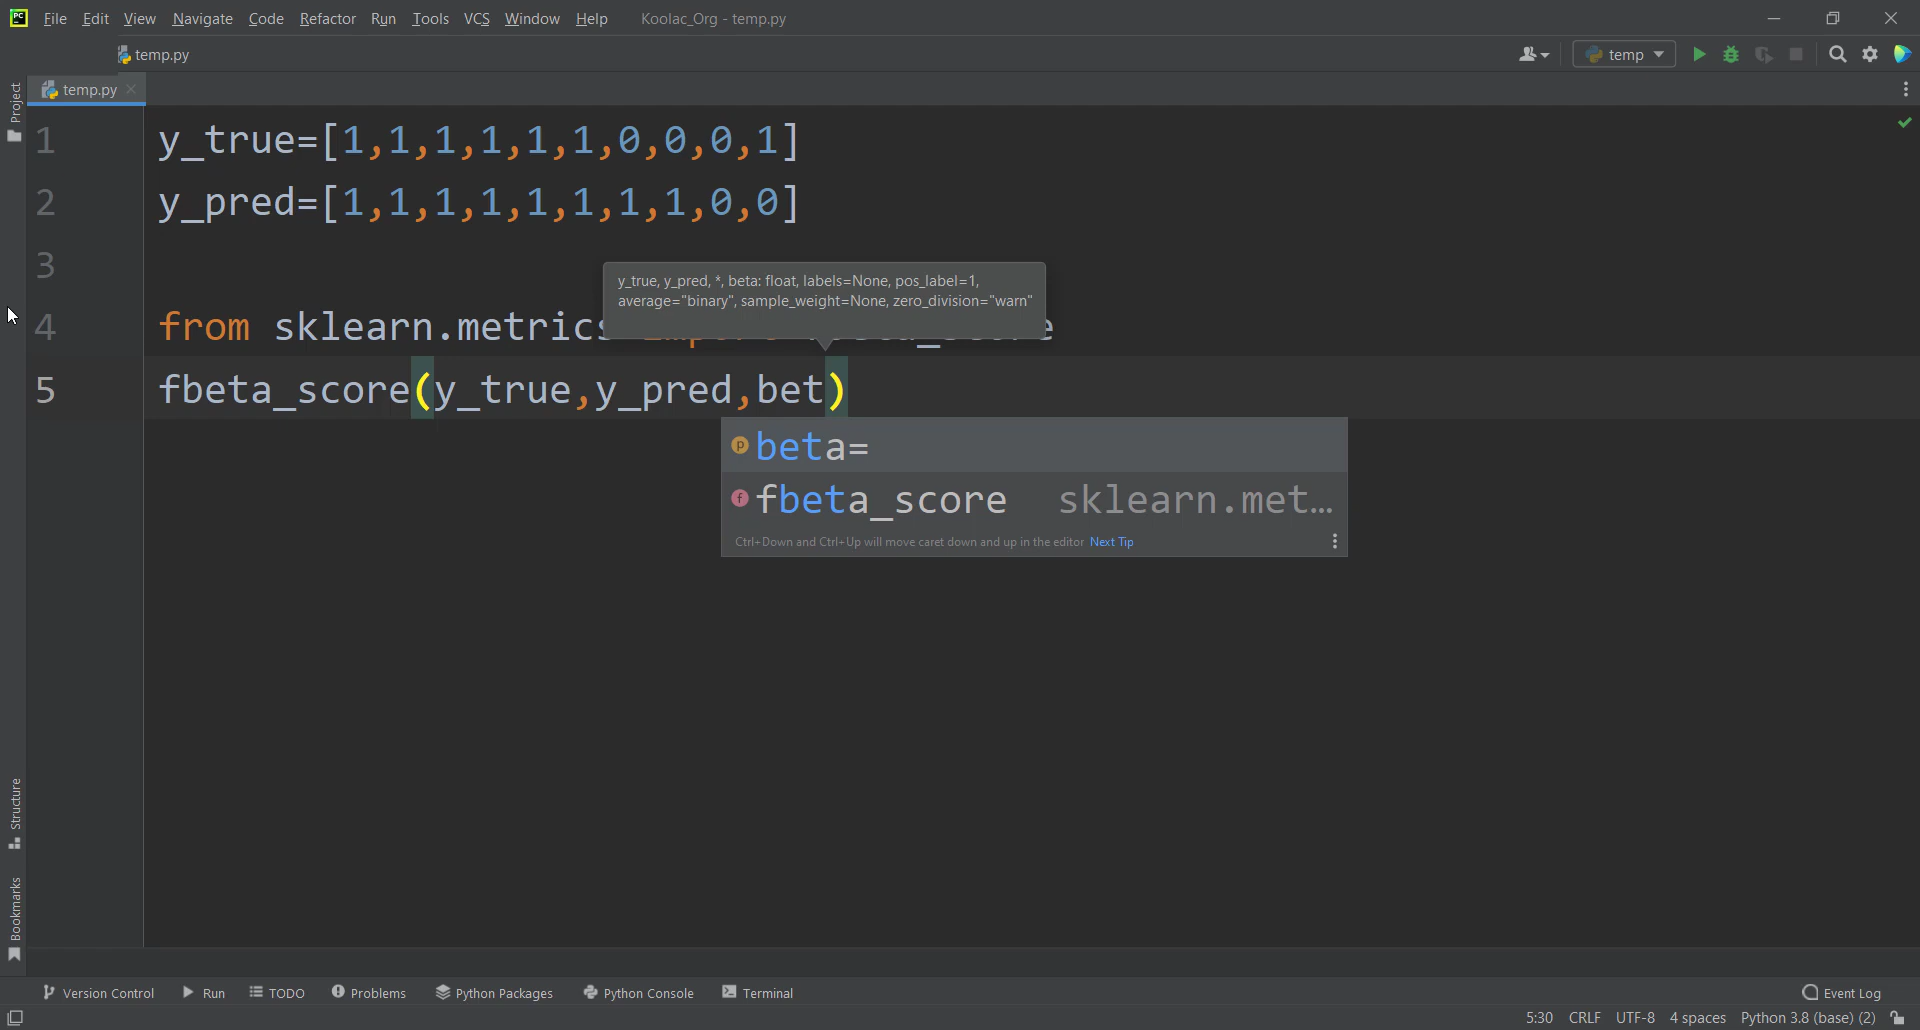 PC File Edit View Navigate Code Refactor Run Tools VCS Window Help Koolac_Org - temp.py
temp.py temp
temp.py
Project
1 y_true=[1,1,1,1,1,1,0,0,0,1]
2 y_pred=[1,1,1,1,1,1,1,1,0,0]
3
y_true, y_pred, *, beta: float, labels=None, pos_label=1,
average="binary", sample_weight=None, zero_division="warn"
4 from sklearn.metrics import fbeta_score
5 fbeta_score(y_true,y_pred,bet)
p beta=
f fbeta_score sklearn.met...
Ctrl+Down and Ctrl+Up will move caret down and up in the editor Next Tip
Structure
Bookmarks
Version Control Run TODO Problems Python Packages Python Console Terminal Event Log
5:30 CRLF UTF-8 4 spaces Python 3.8 (base) (2)